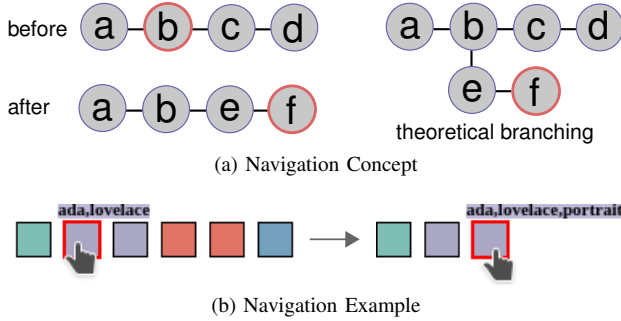 before a b c d
a b c d
after a b e f
e f
theoretical branching
(a) Navigation Concept
ada,lovelace
ada,lovelace,portrait
(b) Navigation Example